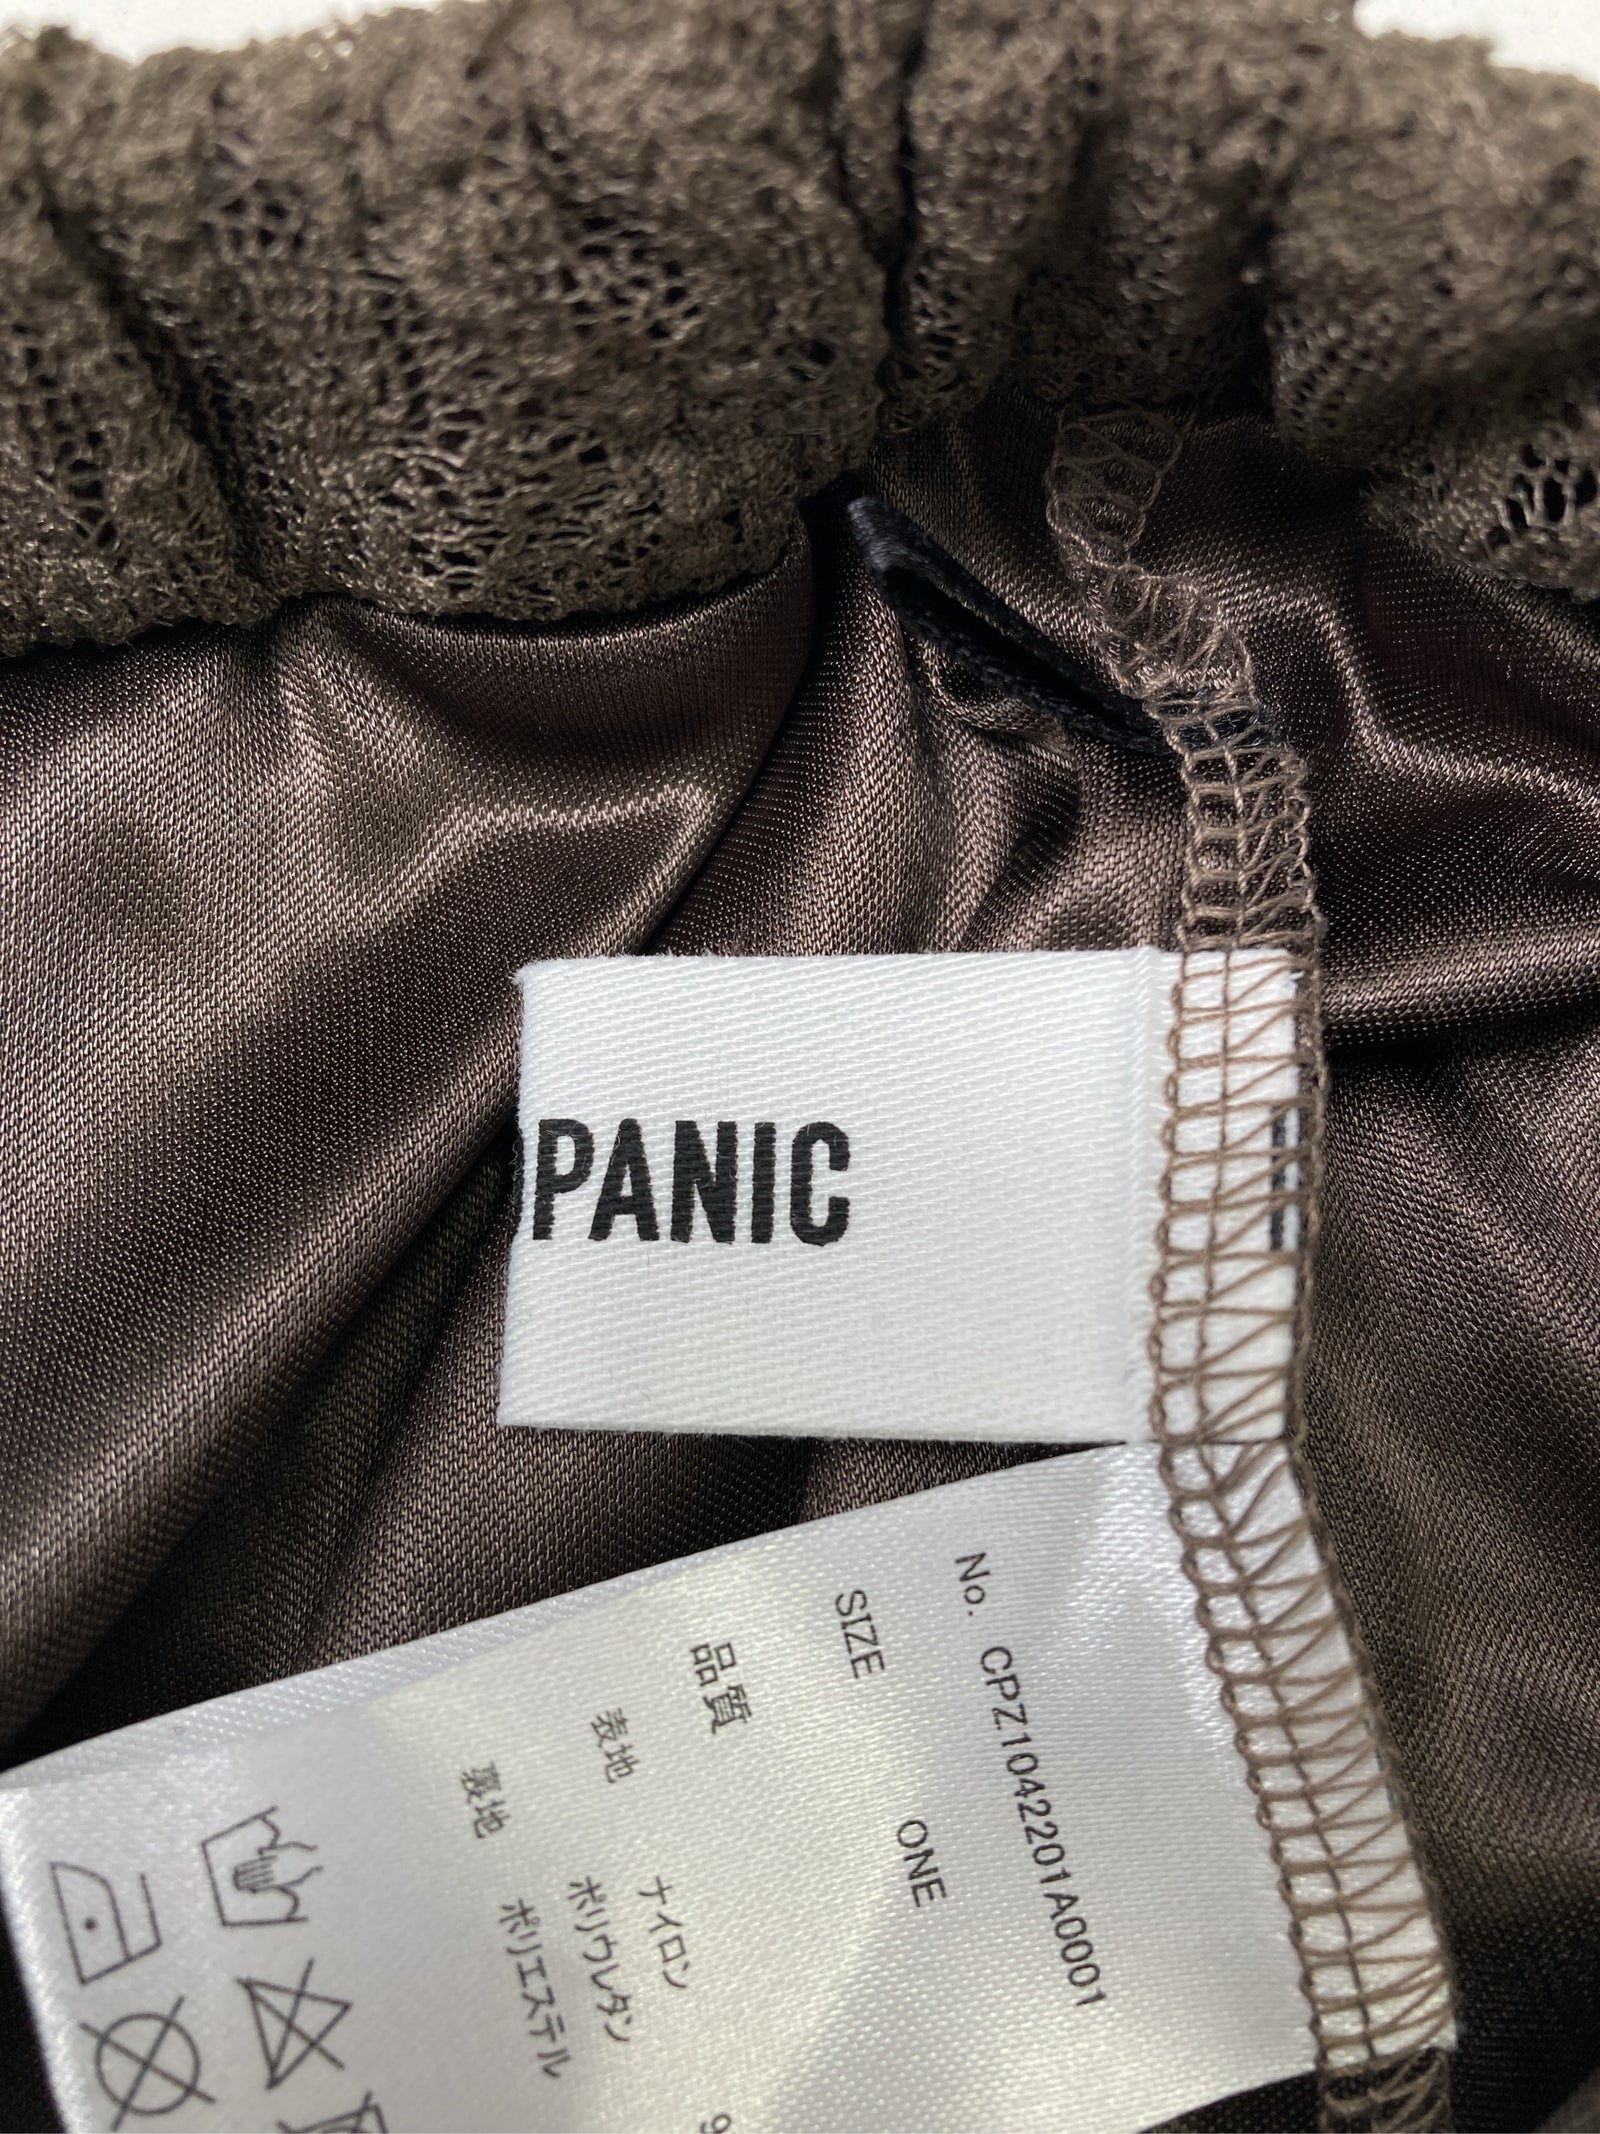 PANIC
No. CPZ1042201A0001
SIZE ONE
品質
表地 ナイロン
ポリウレタン
裏地 ポリエステル